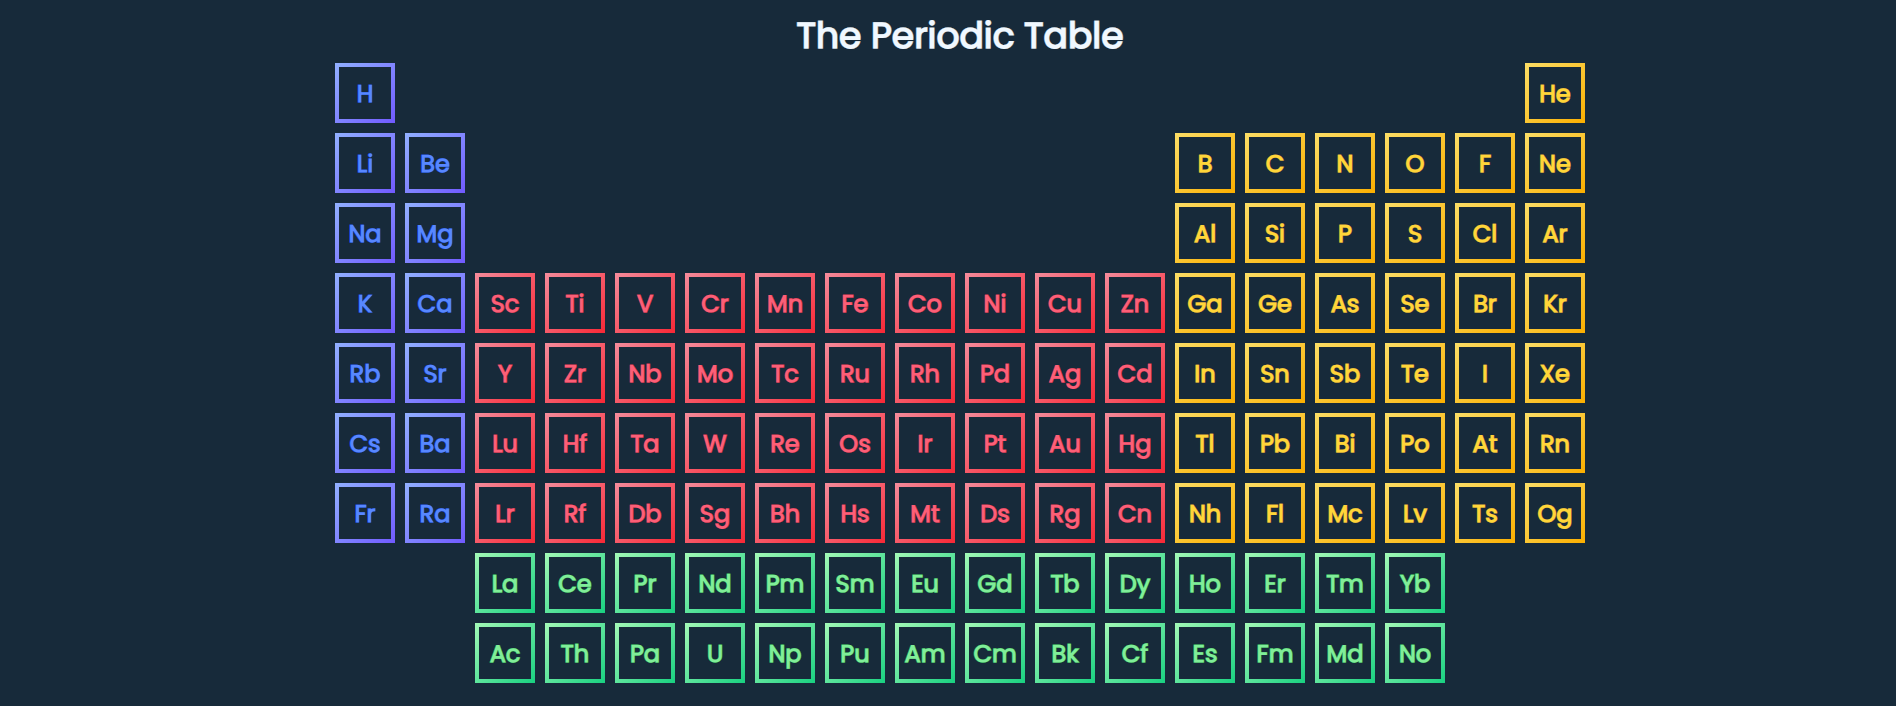 The Periodic Table
H He
Li Be B C N O F Ne
Na Mg Al Si P S Cl Ar
K Ca Sc Ti V Cr Mn Fe Co Ni Cu Zn Ga Ge As Se Br Kr
Rb Sr Y Zr Nb Mo Tc Ru Rh Pd Ag Cd In Sn Sb Te I Xe
Cs Ba Lu Hf Ta W Re Os Ir Pt Au Hg Tl Pb Bi Po At Rn
Fr Ra Lr Rf Db Sg Bh Hs Mt Ds Rg Cn Nh Fl Mc Lv Ts Og
La Ce Pr Nd Pm Sm Eu Gd Tb Dy Ho Er Tm Yb
Ac Th Pa U Np Pu Am Cm Bk Cf Es Fm Md No